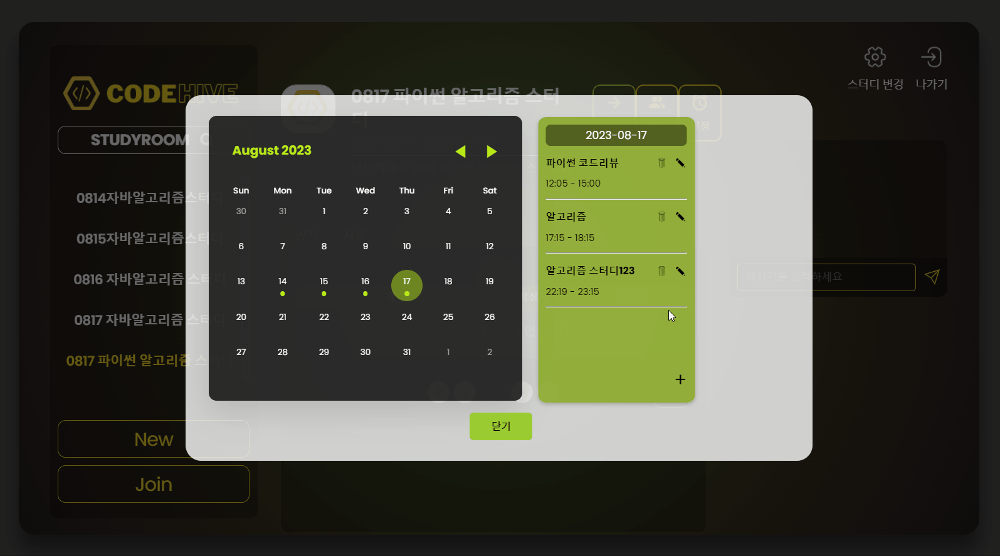 CODEHIVE
STUDYROOM
0814자바알고리즘스터디
0815자바알고리즘스터디
0816 자바알고리즘 스터디
0817 자바알고리즘 스터디
0817 파이썬 알고리즘 스
New
Join
0817 파이썬 알고리즘 스터
디
스터디 변경
나가기
August 2023
Sun Mon Tue Wed Thu Fri Sat
30 31 1 2 3 4 5
6 7 8 9 10 11 12
13 14 15 16 17 18 19
20 21 22 23 24 25 26
27 28 29 30 31 1 2
공지 자료
2023-08-17
파이썬 코드리뷰
12:05 - 15:00
알고리즘
17:15 - 18:15
알고리즘 스터디123
22:19 - 23:15
+
닫기
메시지를 입력하세요